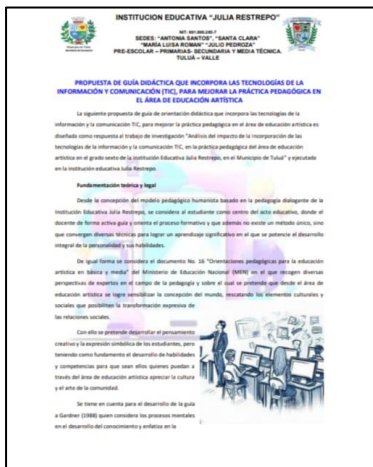 INSTITUCION EDUCATIVA "JULIA RESTREPO"
SEDES: "ANTONIA SANTOS", "SANTA CLARA"
"MARÍA LUISA ROMAN" "JULIO PEDROZA"
PRE-ESCOLAR – PRIMARIAS- SECUNDARIA Y MEDIA TÉCNICA.
TULUÁ – VALLE
PROPUESTA DE GUÍA DIDÁCTICA QUE INCORPORA LAS TECNOLOGÍAS DE LA
INFORMACIÓN Y COMUNICACIÓN (TIC), PARA MEJORAR LA PRÁCTICA PEDAGÓGICA EN
EL ÁREA DE EDUCACIÓN ARTÍSTICA
La siguiente propuesta de guía de orientación didáctica que incorpora las tecnologías de la
información y la comunicación TIC, para mejorar la práctica pedagógica en el área de educación artística es
diseñada como respuesta al trabajo de investigación "Análisis del impacto de la incorporación de las
tecnologías de la información y la comunicación TIC, en la práctica pedagógica del área de educación
artística en el grado sexto de la Institución Educativa Julia Restrepo, en el Municipio de Tuluá" y ejecutada
en la institución educativa Julia Restrepo.
Fundamentación teórica y legal
Desde la concepción del modelo pedagógico humanista basado en la pedagogía dialogante de la
Institución Educativa Julia Restrepo, se considera al estudiante como centro del acto educativo, donde el
docente de forma activa guía y orienta el proceso formativo y que además no existe un método único, sino
que convergen diversas técnicas para lograr un aprendizaje significativo en el que se potencie el desarrollo
integral de la personalidad y sus habilidades.
De igual forma se considera el documento No. 16 "Orientaciones pedagógicas para la educación
artística en básica y media" del Ministerio de Educación Nacional (MEN) en el que recogen diversas
perspectivas de expertos en el campo de la pedagogía y sobre el cual se pretende que desde el área de
educación artística se logre sensibilizar la concepción del mundo, rescatando los elementos culturales y
sociales que posibiliten la transformación expresiva de
las relaciones sociales.
Con ello se pretende desarrollar el pensamiento
creativo y la expresión simbólica de los estudiantes, pero
teniendo como fundamento el desarrollo de habilidades
y competencias para que sean ellos quienes puedan a
través del área de educación artística apreciar la cultura
y el arte de la comunidad.
Se tiene en cuenta para el desarrollo de la guía
a Gardner (1988) quien considera los procesos mentales
en el desarrollo del conocimiento y enfatiza en la